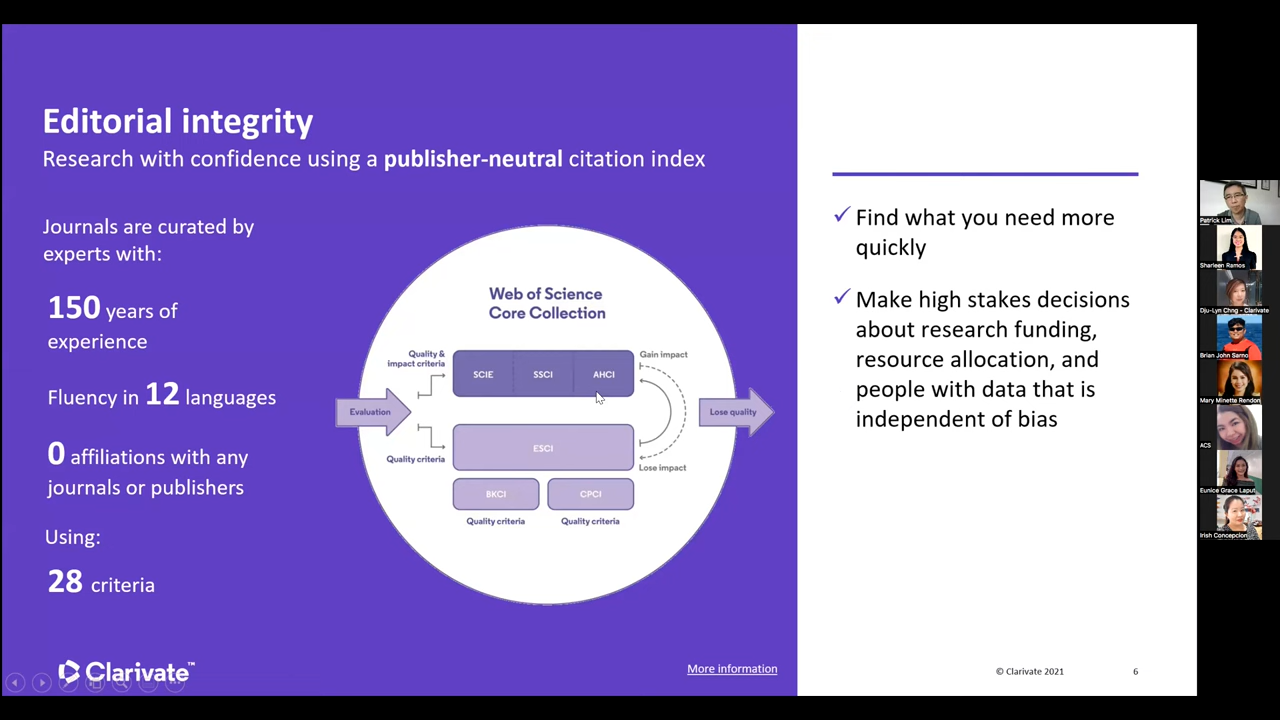 Editorial integrity
Research with confidence using a publisher-neutral citation index
Journals are curated by
experts with:
150 years of
experience
Fluency in 12 languages
0 affiliations with any
journals or publishers
Using:
28 criteria
Web of Science
Core Collection
Quality &
impact criteria
SCIE
SSCI
AHCI
Gain impact
Evaluation
Lose quality
Quality criteria
ESCI
Lose impact
BKCI
CPCI
Quality criteria
Quality criteria
Clarivate™
More information
✓ Find what you need more
quickly
✓ Make high stakes decisions
about research funding,
resource allocation, and
people with data that is
independent of bias
© Clarivate 2021
6
Patrick Lim
Sharleen Ramos
Dju-Lyn Chng - Clarivate
Brian John Sarno
Mary Minette Rendon
ACS
Eunice Grace Laput
Irish Concepcion